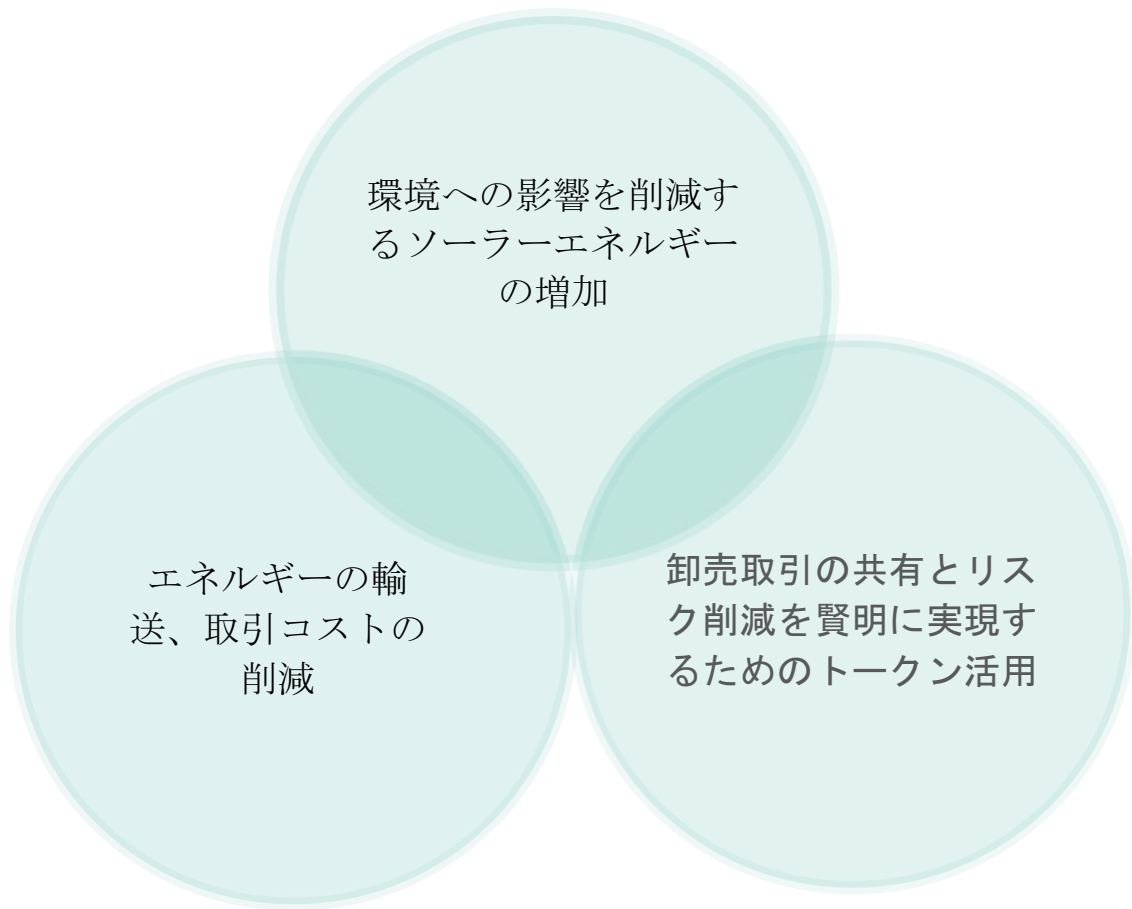 環境への影響を削減す
るソーラーエネルギー
の増加
エネルギーの輸
送、取引コストの
削減
卸売取引の共有とリス
ク削減を賢明に実現す
るためのトークン活用